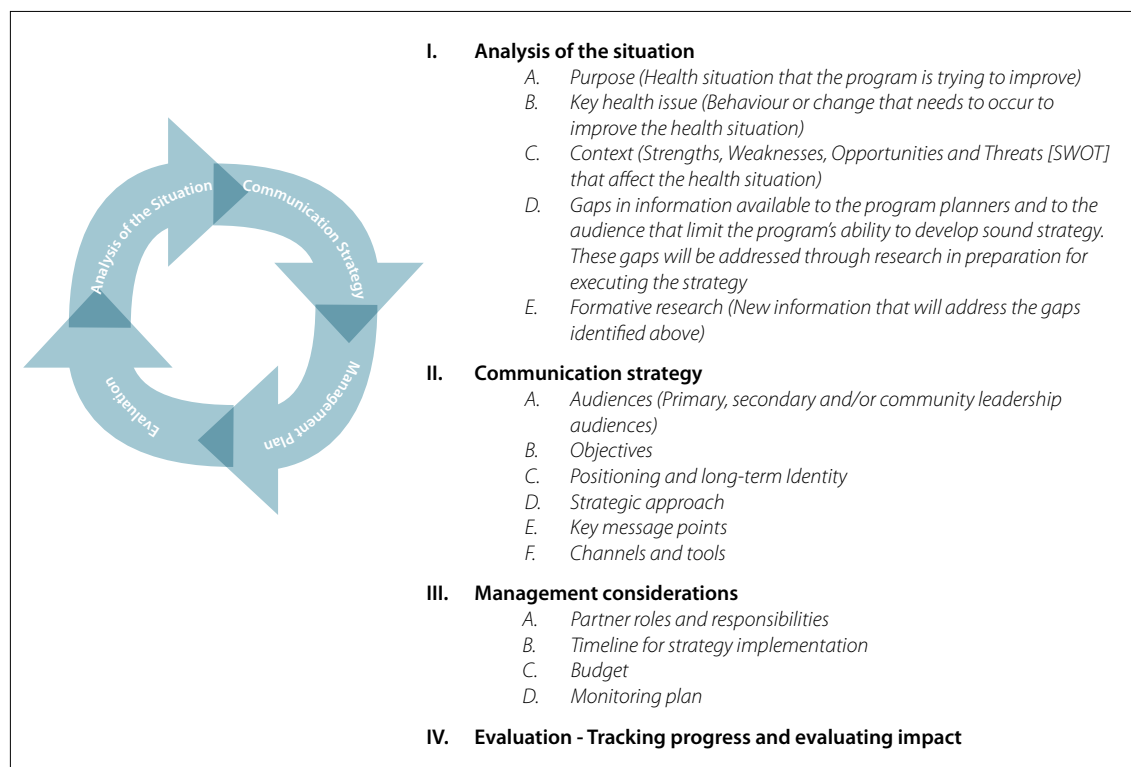 Analysis of the Situation
Communication Strategy
Management Plan
Evaluation
I. Analysis of the situation
A. Purpose (Health situation that the program is trying to improve)
B. Key health issue (Behaviour or change that needs to occur to
improve the health situation)
C. Context (Strengths, Weaknesses, Opportunities and Threats [SWOT]
that affect the health situation)
D. Gaps in information available to the program planners and to the
audience that limit the program's ability to develop sound strategy.
These gaps will be addressed through research in preparation for
executing the strategy
E. Formative research (New information that will address the gaps
identified above)
II. Communication strategy
A. Audiences (Primary, secondary and/or community leadership
audiences)
B. Objectives
C. Positioning and long-term Identity
D. Strategic approach
E. Key message points
F. Channels and tools
III. Management considerations
A. Partner roles and responsibilities
B. Timeline for strategy implementation
C. Budget
D. Monitoring plan
IV. Evaluation - Tracking progress and evaluating impact